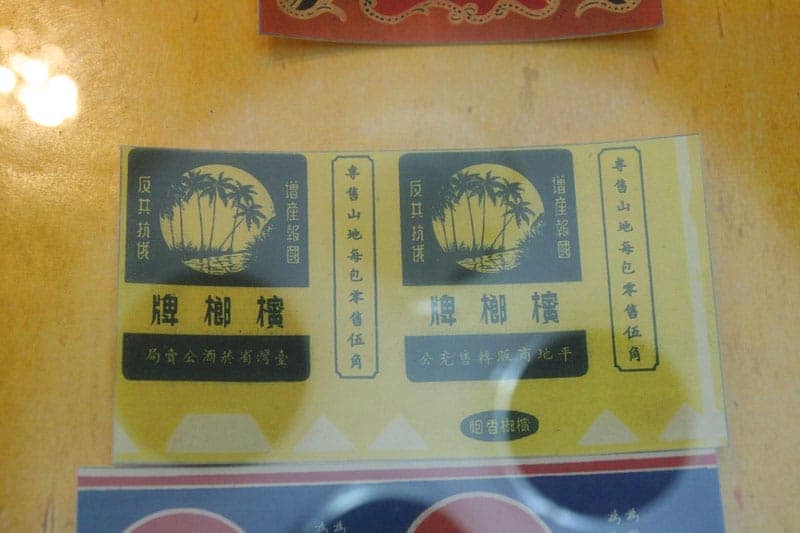 增產報國
反共抗俄
檳榔牌
臺灣省菸酒公賣局
專售山地每包零售伍角
增產報國
反共抗俄
檳榔牌
平地商販轉售充公
專售山地每包零售伍角
檳榔香烟